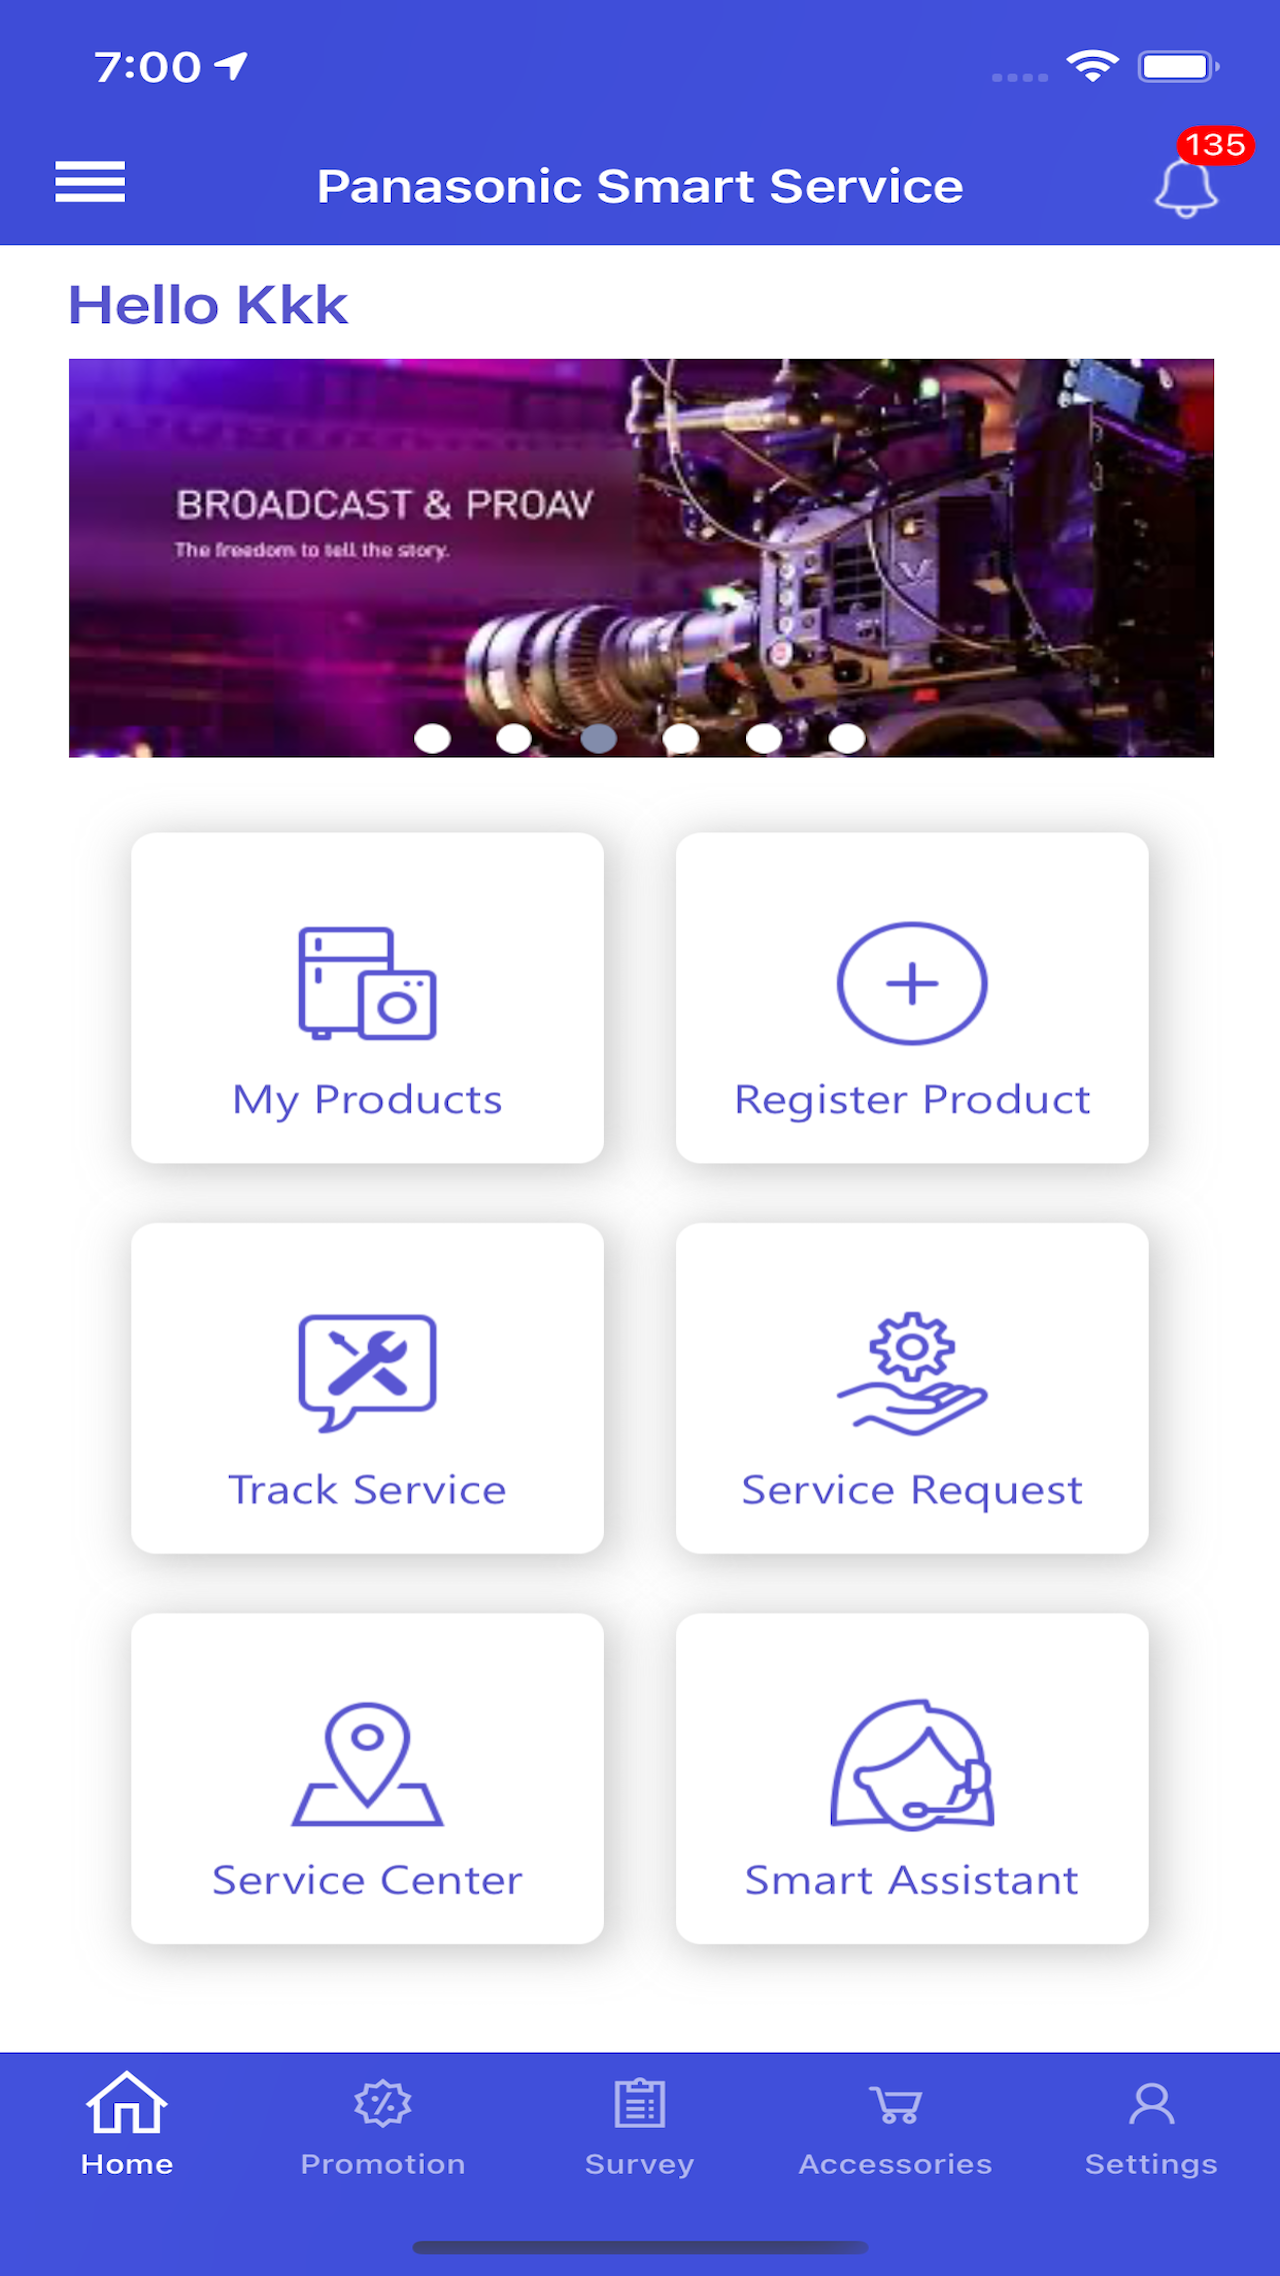 7:00
135
Panasonic Smart Service
Hello Kkk
BROADCAST & PROAV
The freedom to tell the story.
My Products
Register Product
Track Service
Service Request
Service Center
Smart Assistant
Home
Promotion
Survey
Accessories
Settings